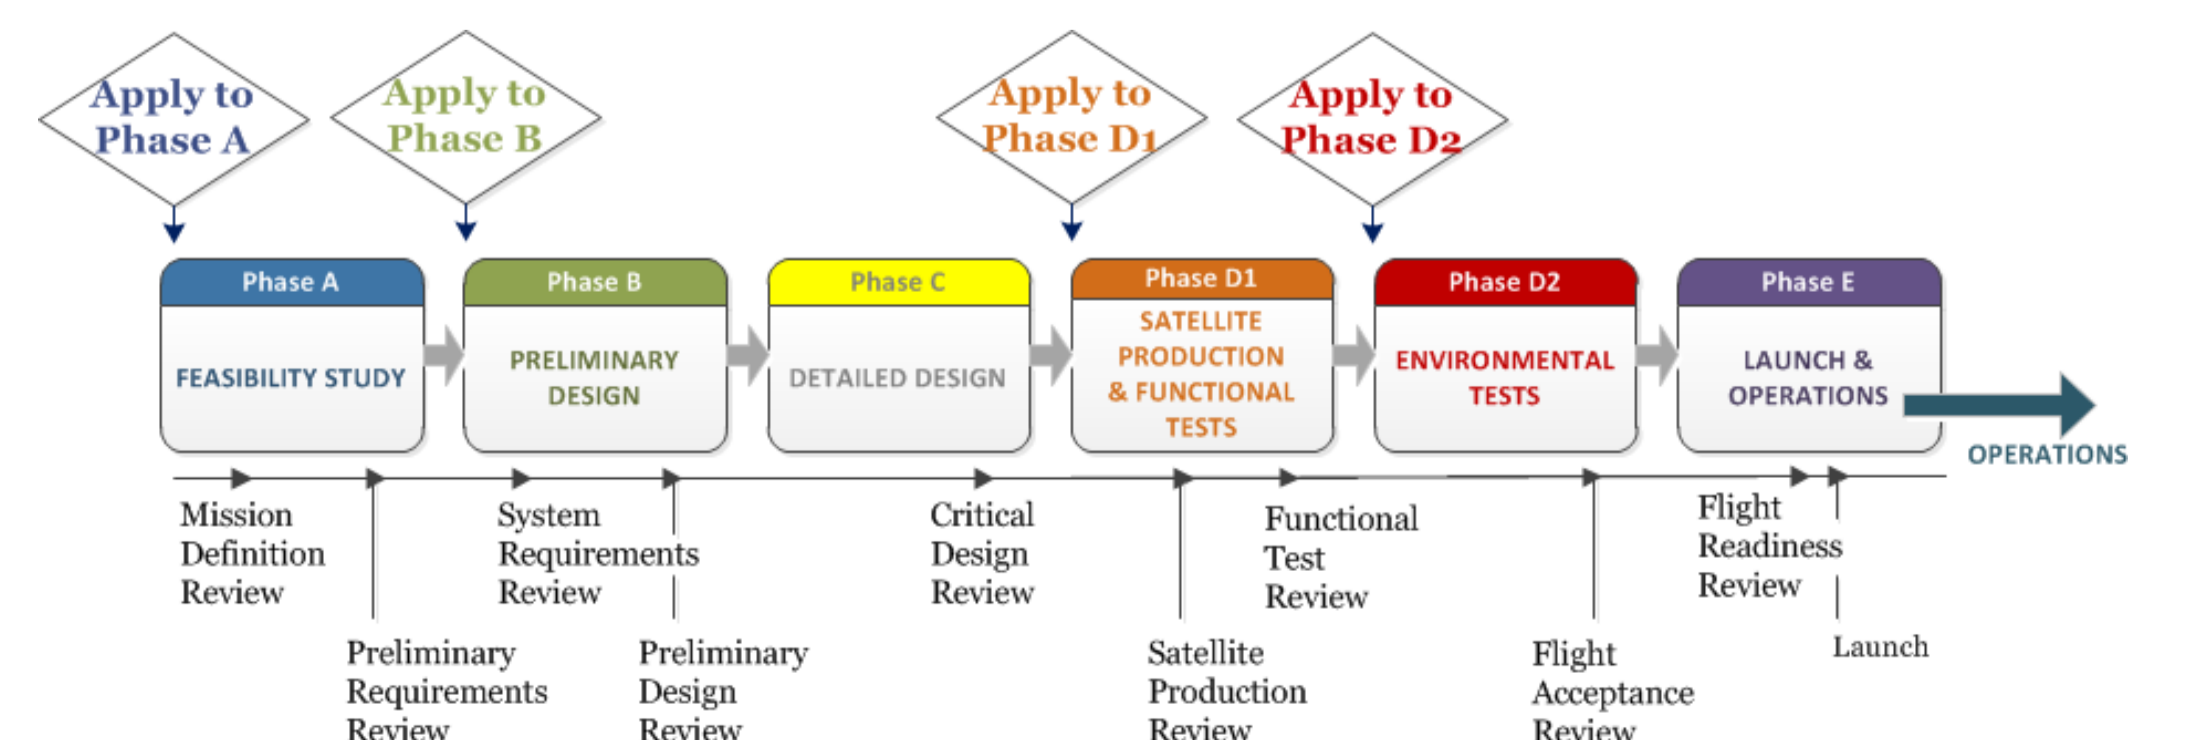 Apply to
Phase A
Apply to
Phase B
Apply to
Phase D1
Apply to
Phase D2
Phase A
FEASIBILITY STUDY
Phase B
PRELIMINARY
DESIGN
Phase C
DETAILED DESIGN
Phase D1
SATELLITE
PRODUCTION
& FUNCTIONAL
TESTS
Phase D2
ENVIRONMENTAL
TESTS
Phase E
LAUNCH &
OPERATIONS
OPERATIONS
Mission
Definition
Review
Preliminary
Requirements
Review
System
Requirements
Review
Preliminary
Design
Review
Critical
Design
Review
Satellite
Production
Review
Functional
Test
Review
Flight
Acceptance
Review
Flight
Readiness
Review
Launch